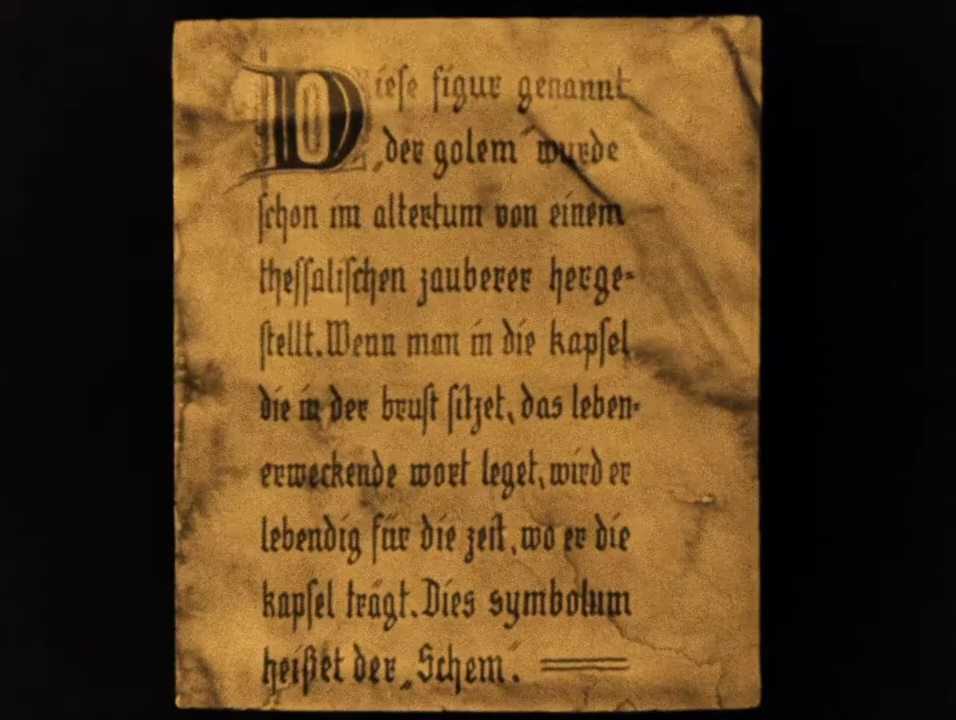 Diese figur genannt
„der golem“ wurde
schon im altertum von einem
thessalischen zauberer herge-
stellt. Wenn man in die kapsel
die in der brust sitzet, das leben-
erweckende wort leget, wird er
lebendig für die zeit, wo er die
kapsel trägt. Dies symbolum
heißet der „Schem“.